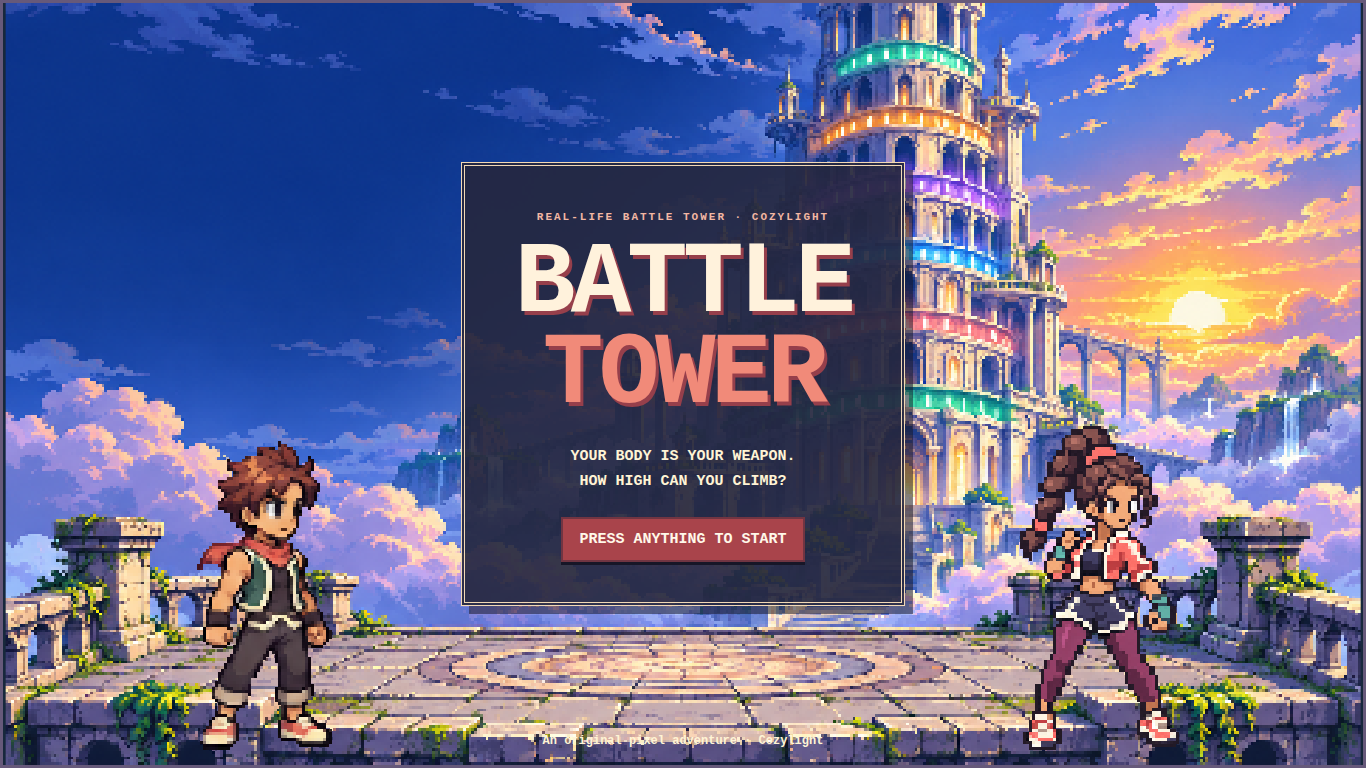 REAL-LIFE BATTLE TOWER · COZYLIGHT
BATTLE
TOWER
YOUR BODY IS YOUR WEAPON.
HOW HIGH CAN YOU CLIMB?
PRESS ANYTHING TO START
An original pixel adventure · Cozylight